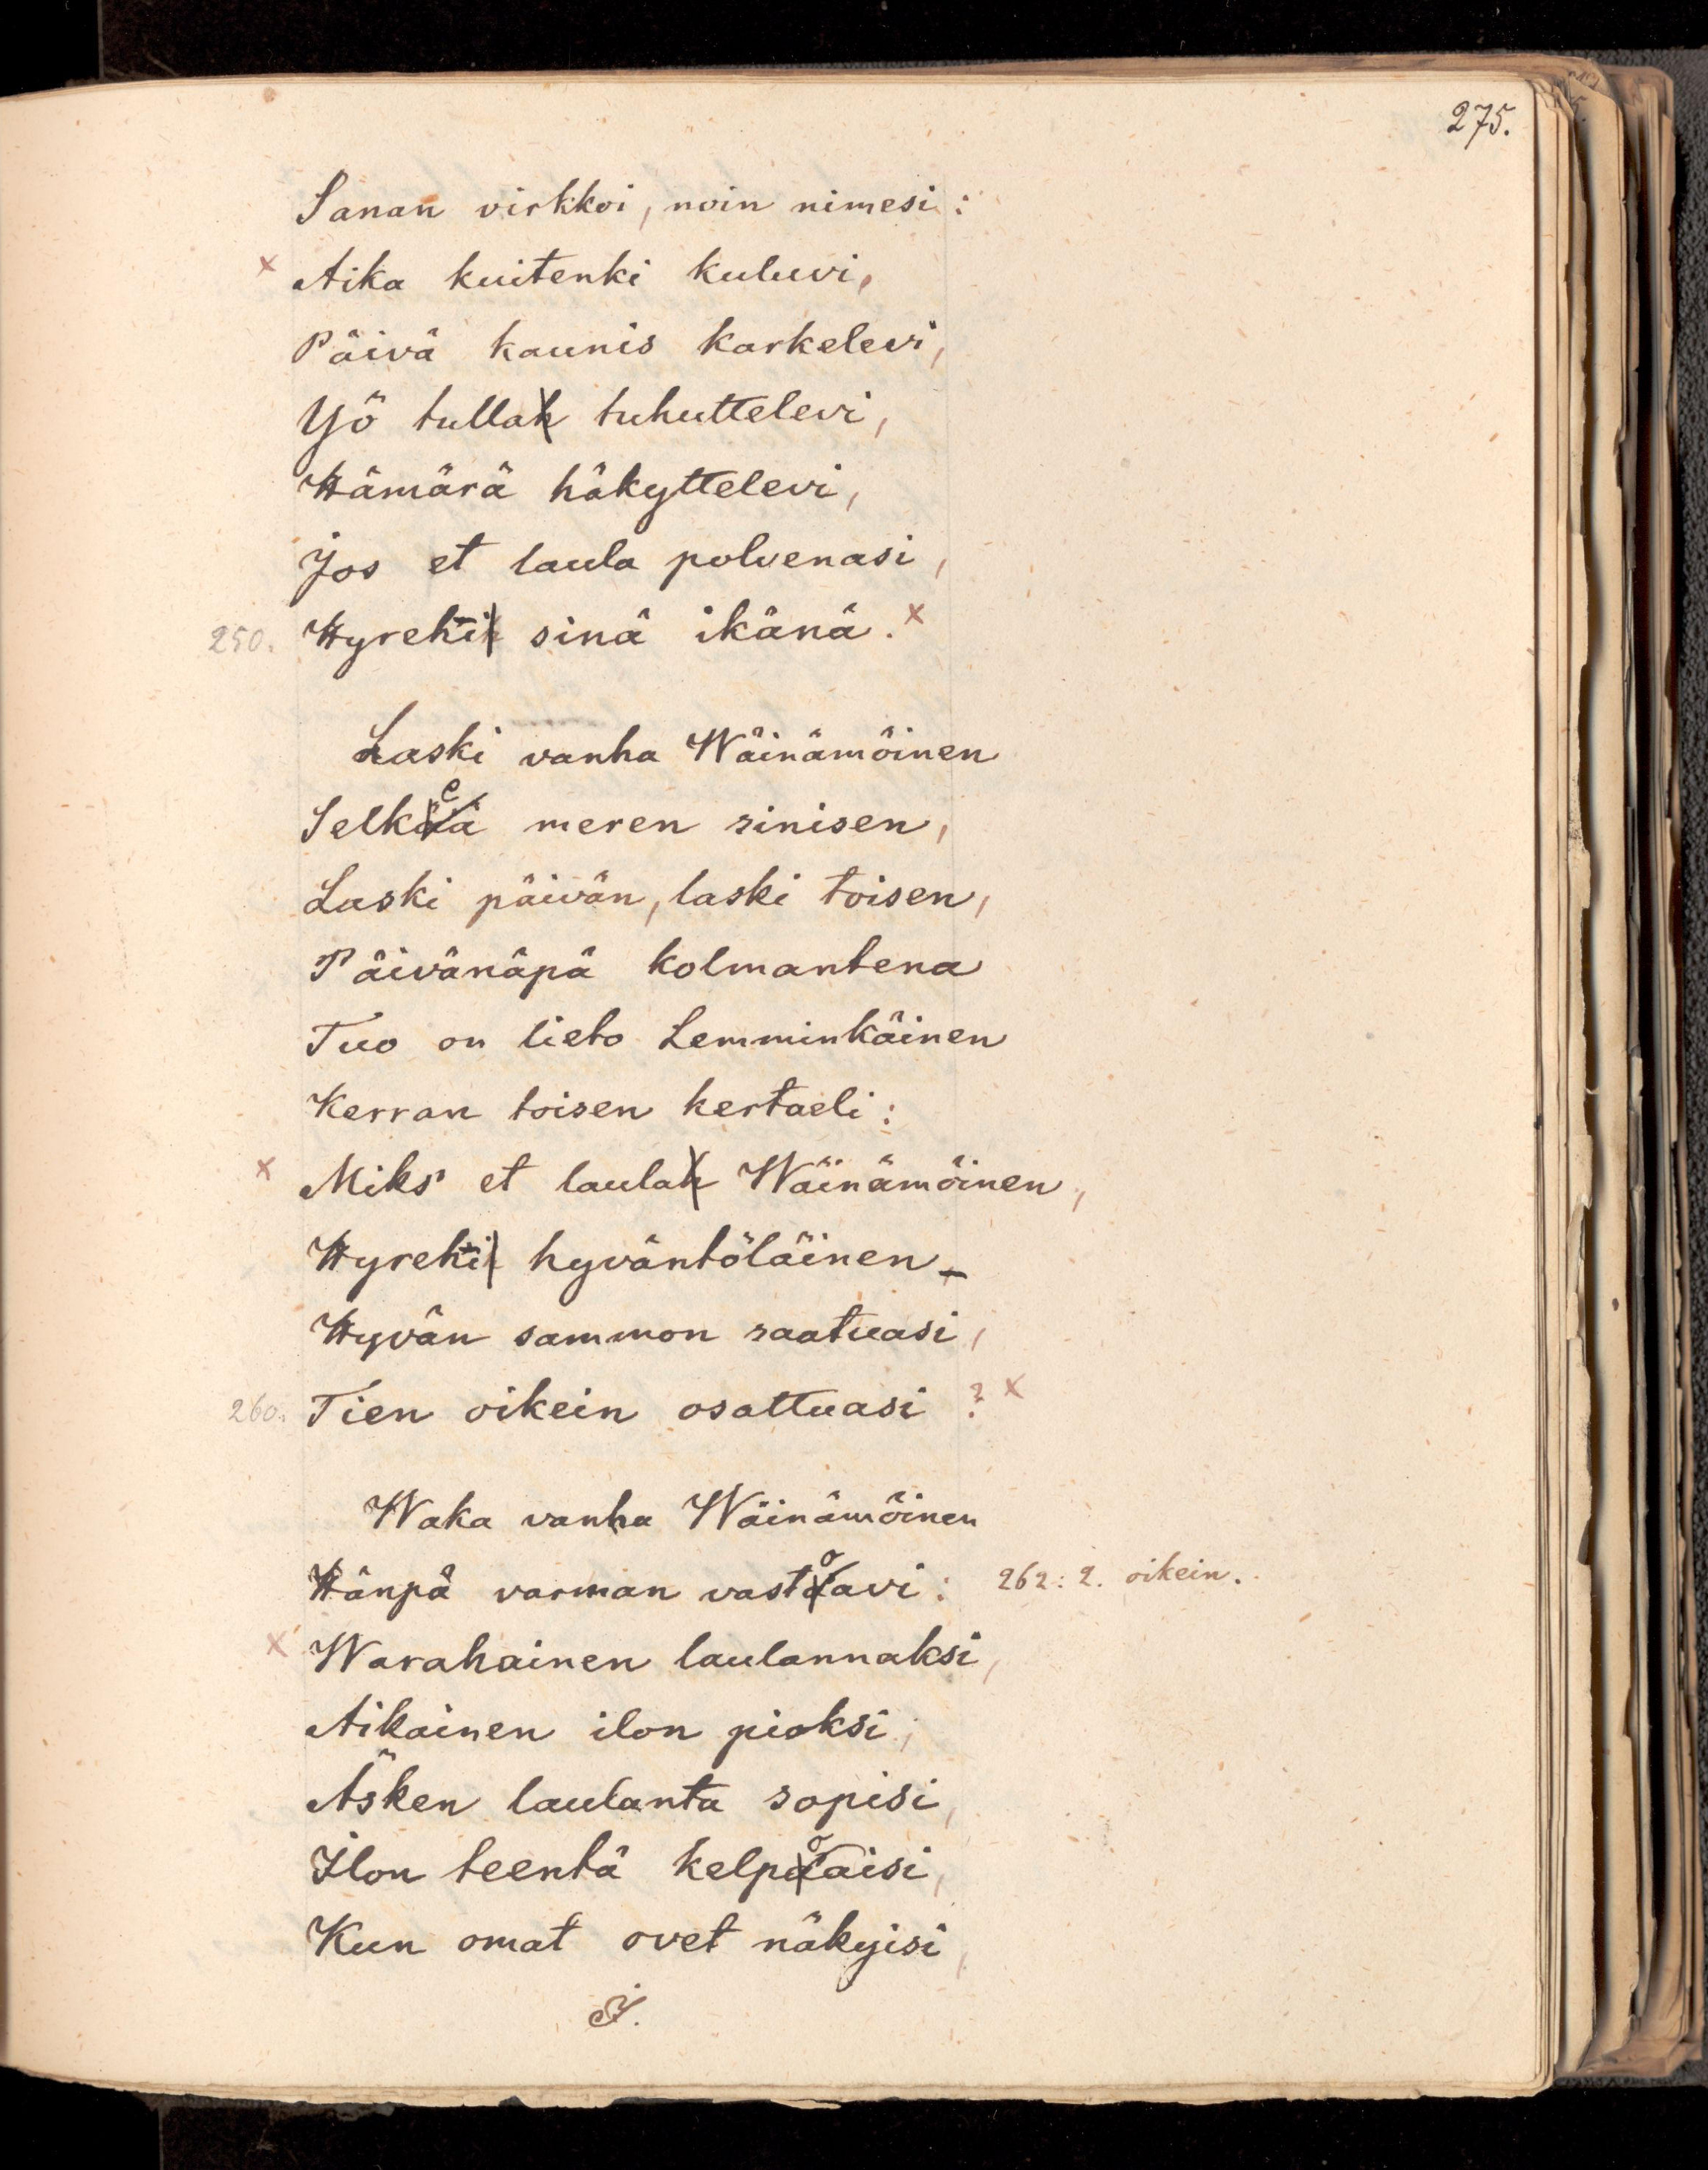 275.
Sanan virkkoi, noin nimesi:
× Aika kuitenki kuluvi,
Päivä kaunis karkelevi,
Yö tullak tuhuttelevi,
Hämärä häkyttelevi,
Jos et laula polvenasi,
250. Hyrehi sinä ikänä. ×
Laski vanha Wäinämöinen
Selkeä meren sinisen,
Laski päivän, laski toisen,
Päivänäpä kolmantena
Tuo on lieto Lemminkäinen
Kerran toisen kertaeli:
× Miks' et laulak Wäinämöinen,
Hyrehi hyväntöläinen
Hyvän sammon saatuasi,
260. Tien oikein osattuasi? ×
Waka vanha Wäinämöinen
Hänpä varman vastoavi: 262: 2. oikein.
× Warahainen laulannaksi,
Aikainen ilon pioksi;
Äsken laulanta sopisi,
Ilon teentä kelpoaisi,
Kun omat ovet näkyisi,